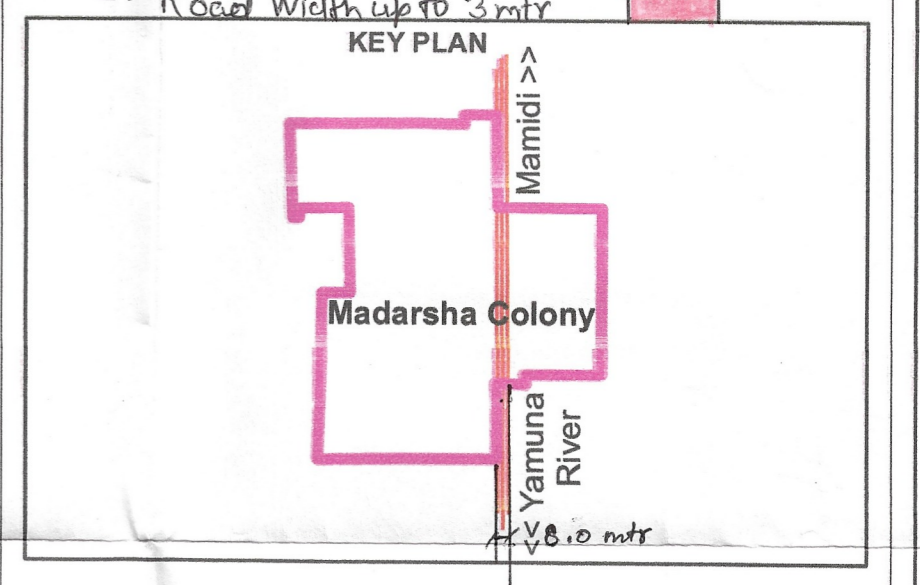 Road Width up to 3 mtr
KEY PLAN
Mamidi >>
Madarsha Colony
<< Yamuna
River
8.0 mtr